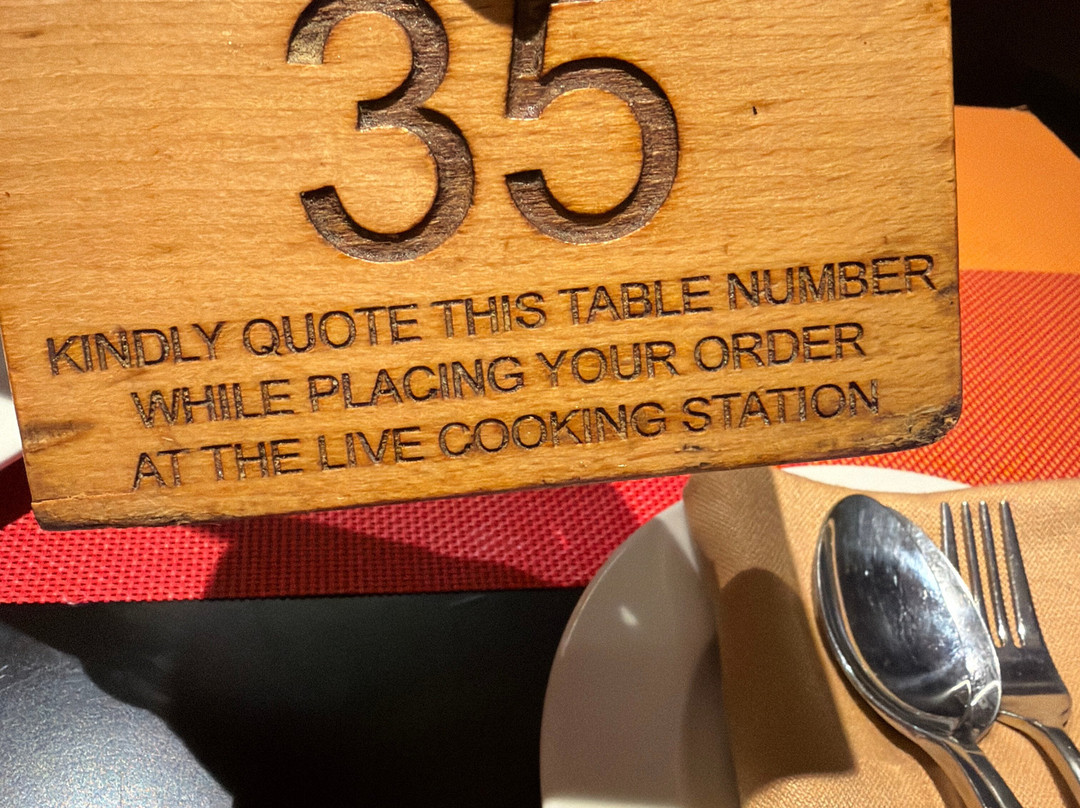 35
KINDLY QUOTE THIS TABLE NUMBER
WHILE PLACING YOUR ORDER
AT THE LIVE COOKING STATION